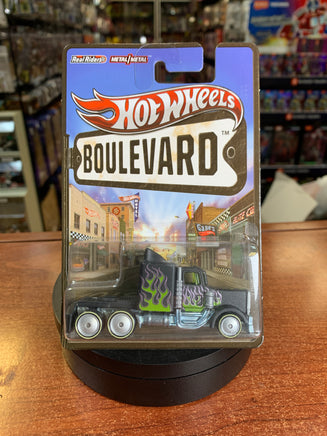 Real Riders
METAL/METAL
HOT WHEELS
BOULEVARD
TM